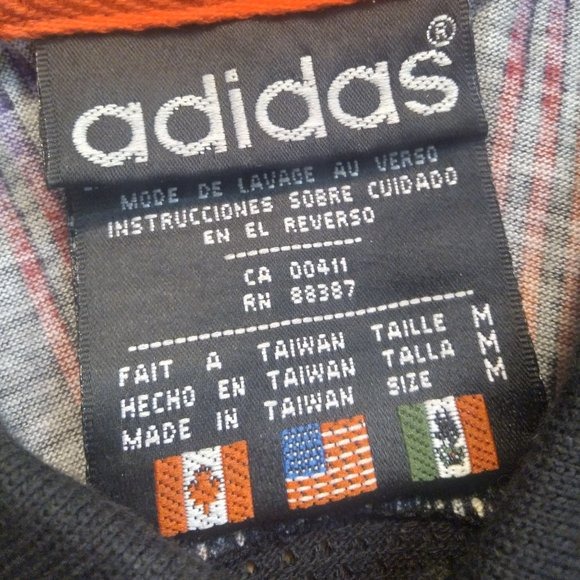 adidas®
MODE DE LAVAGE AU VERSO
INSTRUCCIONES SOBRE CUIDADO
EN EL REVERSO
CA 00411
RN 88387
FAIT A TAIWAN TAILLE M
HECHO EN TAIWAN TALLA M
MADE IN TAIWAN SIZE M